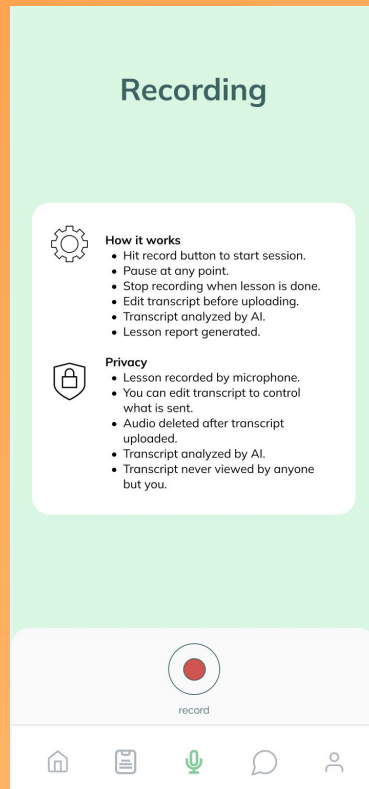 Recording
How it works
• Hit record button to start session.
• Pause at any point.
• Stop recording when lesson is done.
• Edit transcript before uploading.
• Transcript analyzed by AI.
• Lesson report generated.
Privacy
• Lesson recorded by microphone.
• You can edit transcript to control
what is sent.
• Audio deleted after transcript
uploaded.
• Transcript analyzed by AI.
• Transcript never viewed by anyone
but you.
record